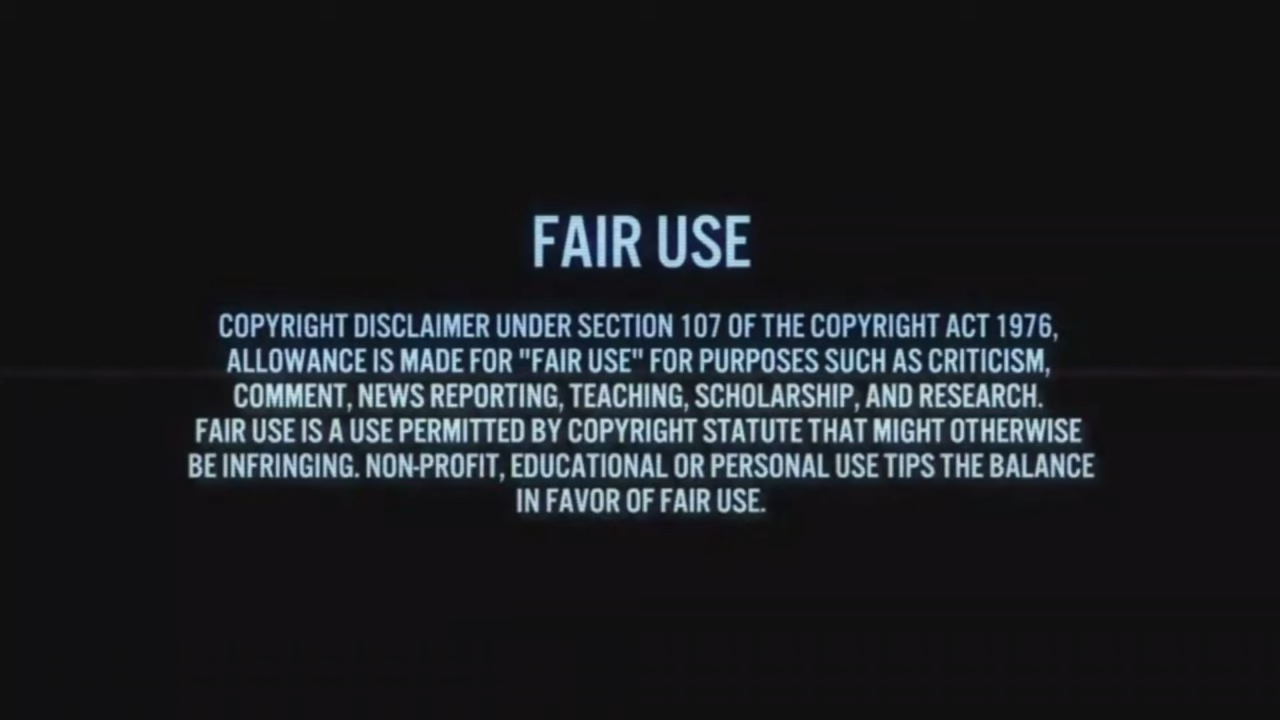 FAIR USE
COPYRIGHT DISCLAIMER UNDER SECTION 107 OF THE COPYRIGHT ACT 1976,
ALLOWANCE IS MADE FOR "FAIR USE" FOR PURPOSES SUCH AS CRITICISM,
COMMENT, NEWS REPORTING, TEACHING, SCHOLARSHIP, AND RESEARCH.
FAIR USE IS A USE PERMITTED BY COPYRIGHT STATUTE THAT MIGHT OTHERWISE
BE INFRINGING. NON-PROFIT, EDUCATIONAL OR PERSONAL USE TIPS THE BALANCE
IN FAVOR OF FAIR USE.